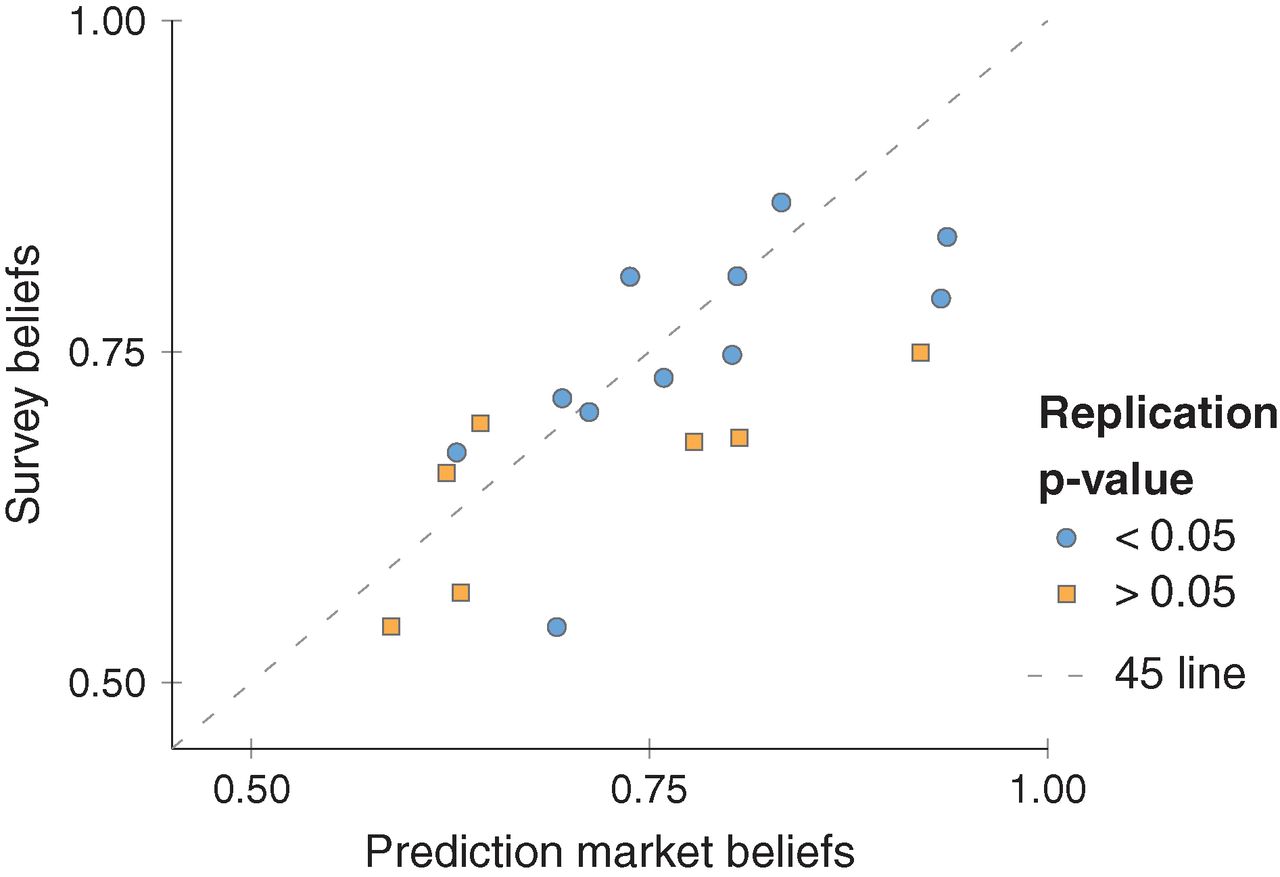 1.00
0.75
0.50
Survey beliefs
0.50 0.75 1.00
Prediction market beliefs
Replication
p-value
< 0.05
> 0.05
45 line